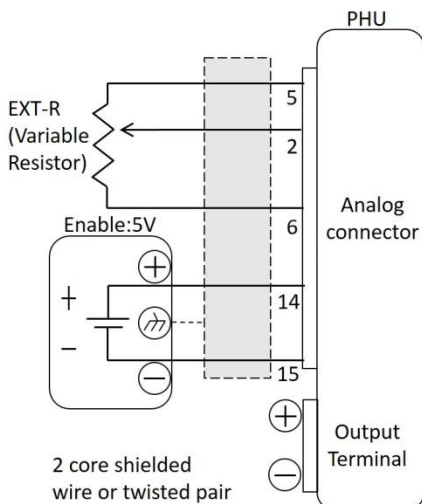 PHU
EXT-R
(Variable
Resistor)
5
2
6
Enable:5V
Analog
connector
+
+
14
−
−
15
+
Output
Terminal
−
2 core shielded
wire or twisted pair